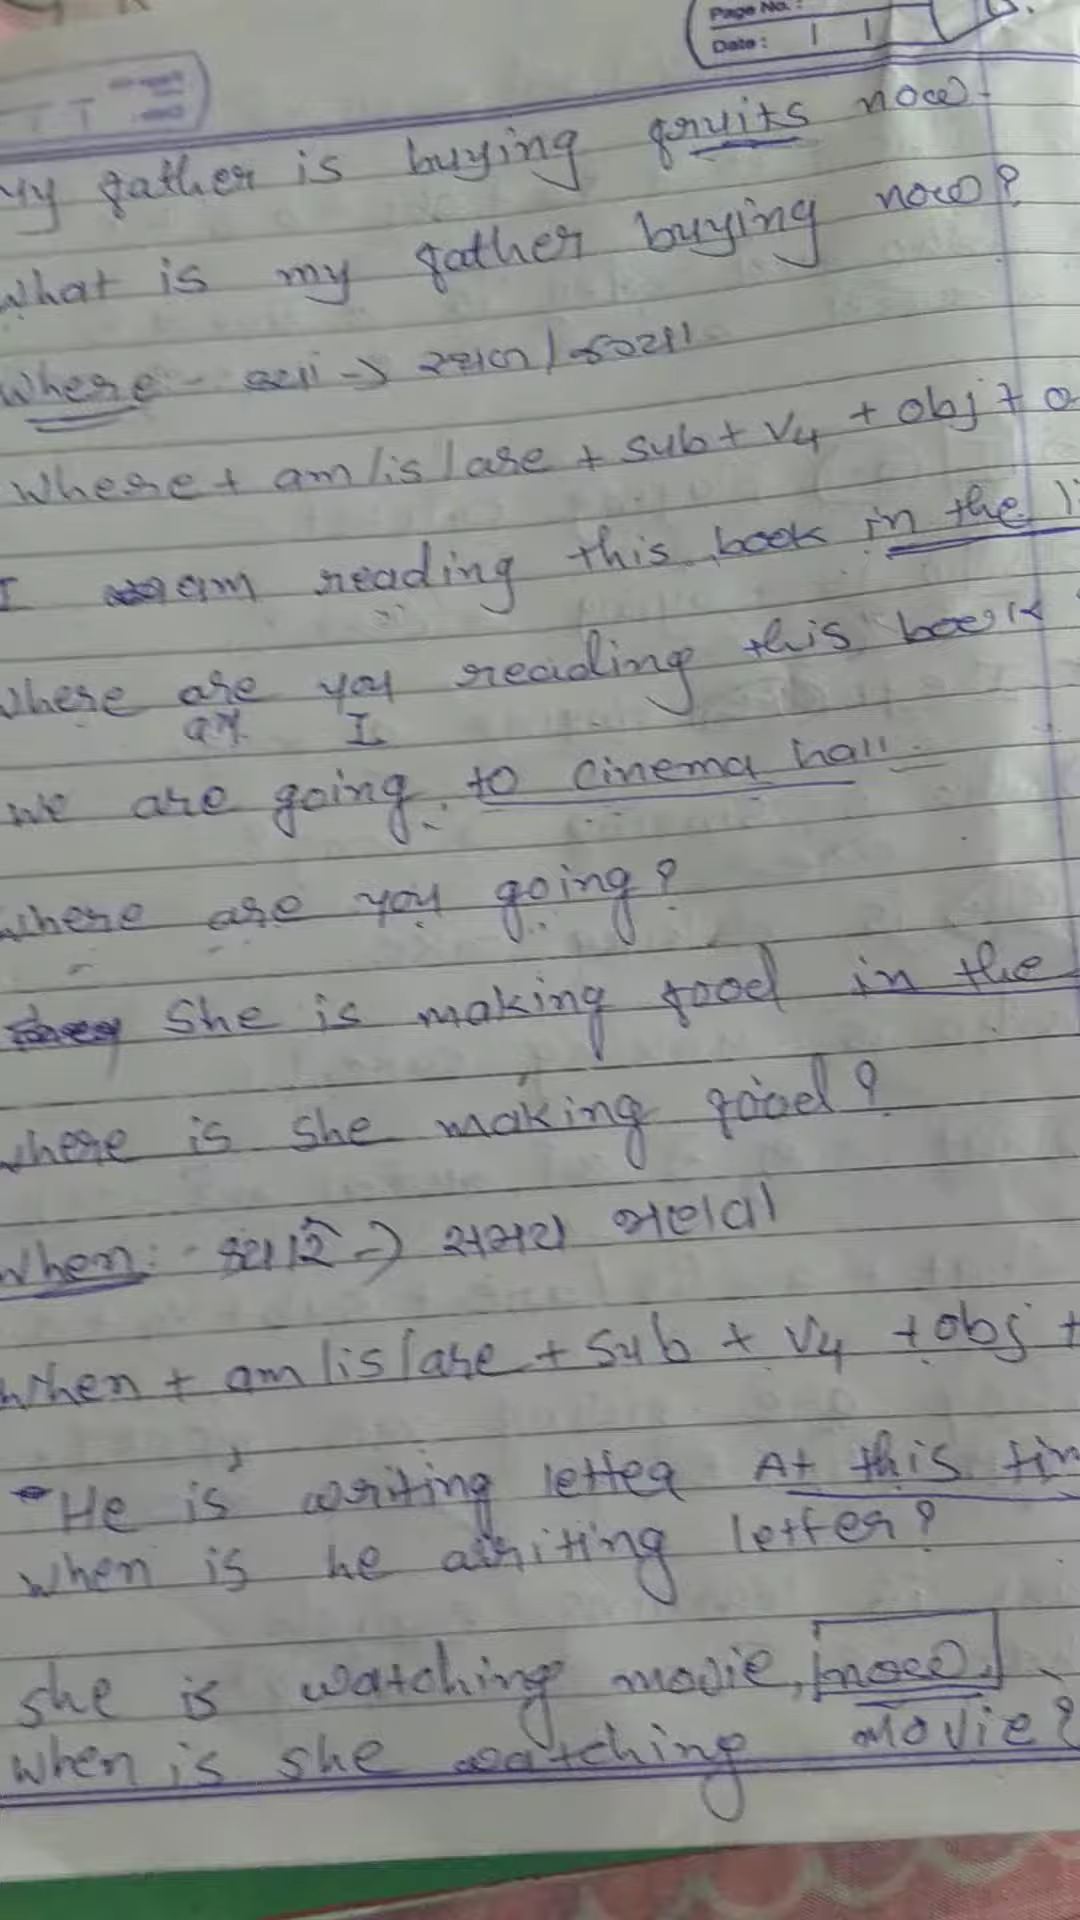 Page No.:
Date: | |
My father is buying fruits now.
What is my father buying now?
Where - ક્યાં → સ્થળ / જગ્યા
Where + am / is / are + sub + V4 + obj +
I am reading this book in the
Where are you reading this book
am I
We are going to cinema hall.
Where are you going?
She is making food in the
Where is she making food?
When: - ક્યારે → સમય
When + am / is / are + Sub + V4 + obj +
He is writing letter At this
when is he writing letter?
she is watching movie, now.
when is she watching movie?